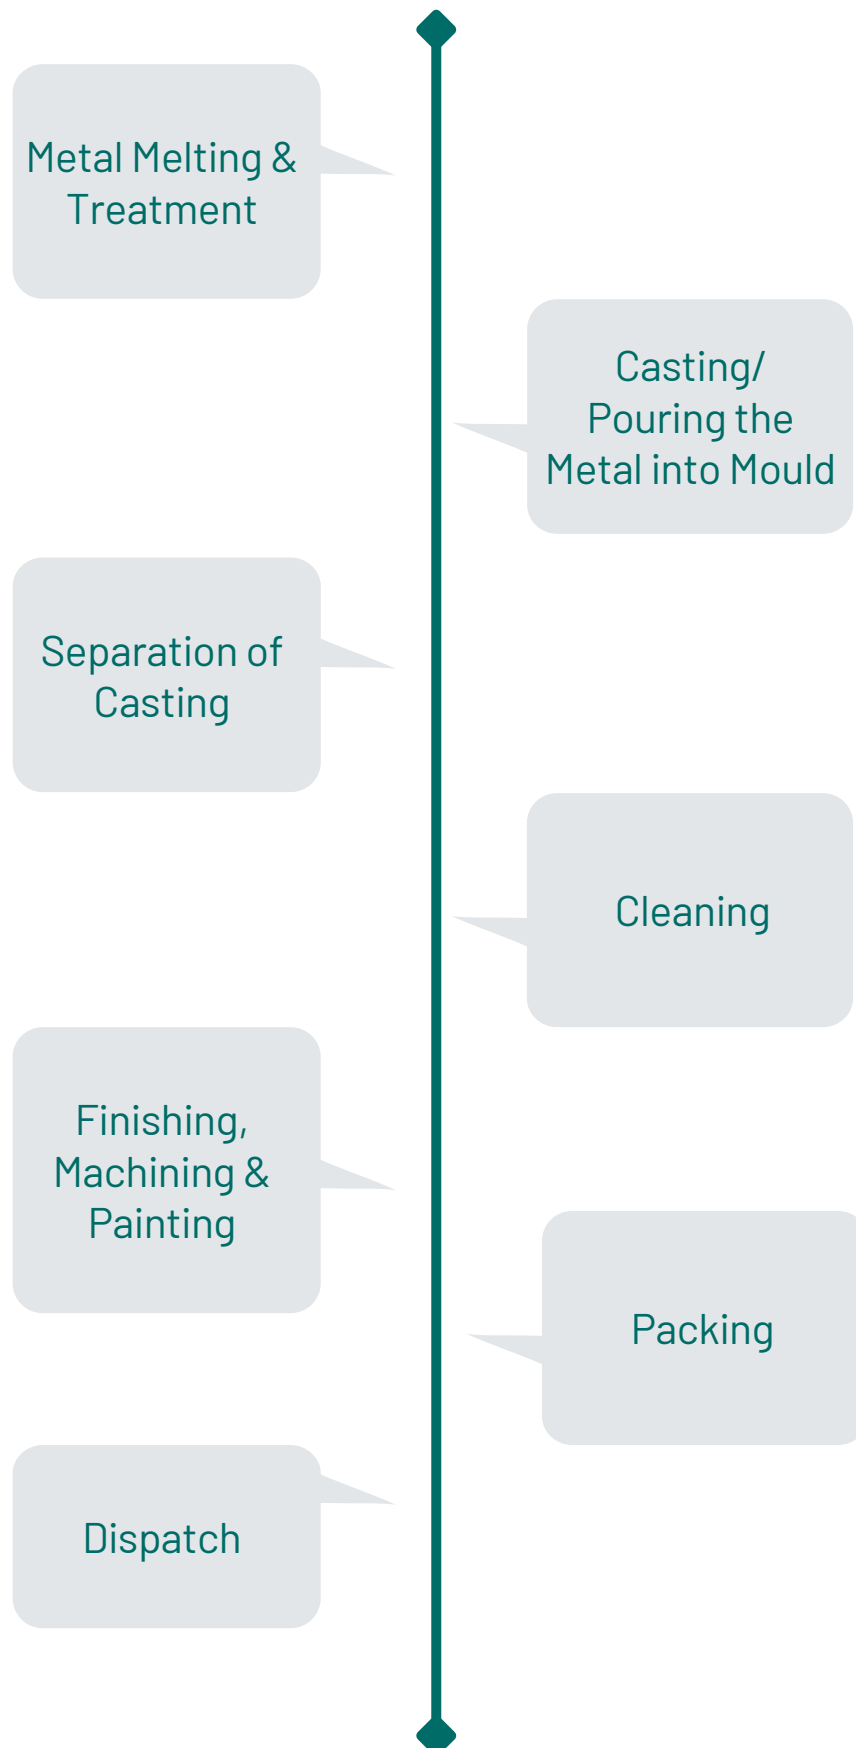 Metal Melting &
Treatment
Casting/
Pouring the
Metal into Mould
Separation of
Casting
Cleaning
Finishing,
Machining &
Painting
Packing
Dispatch